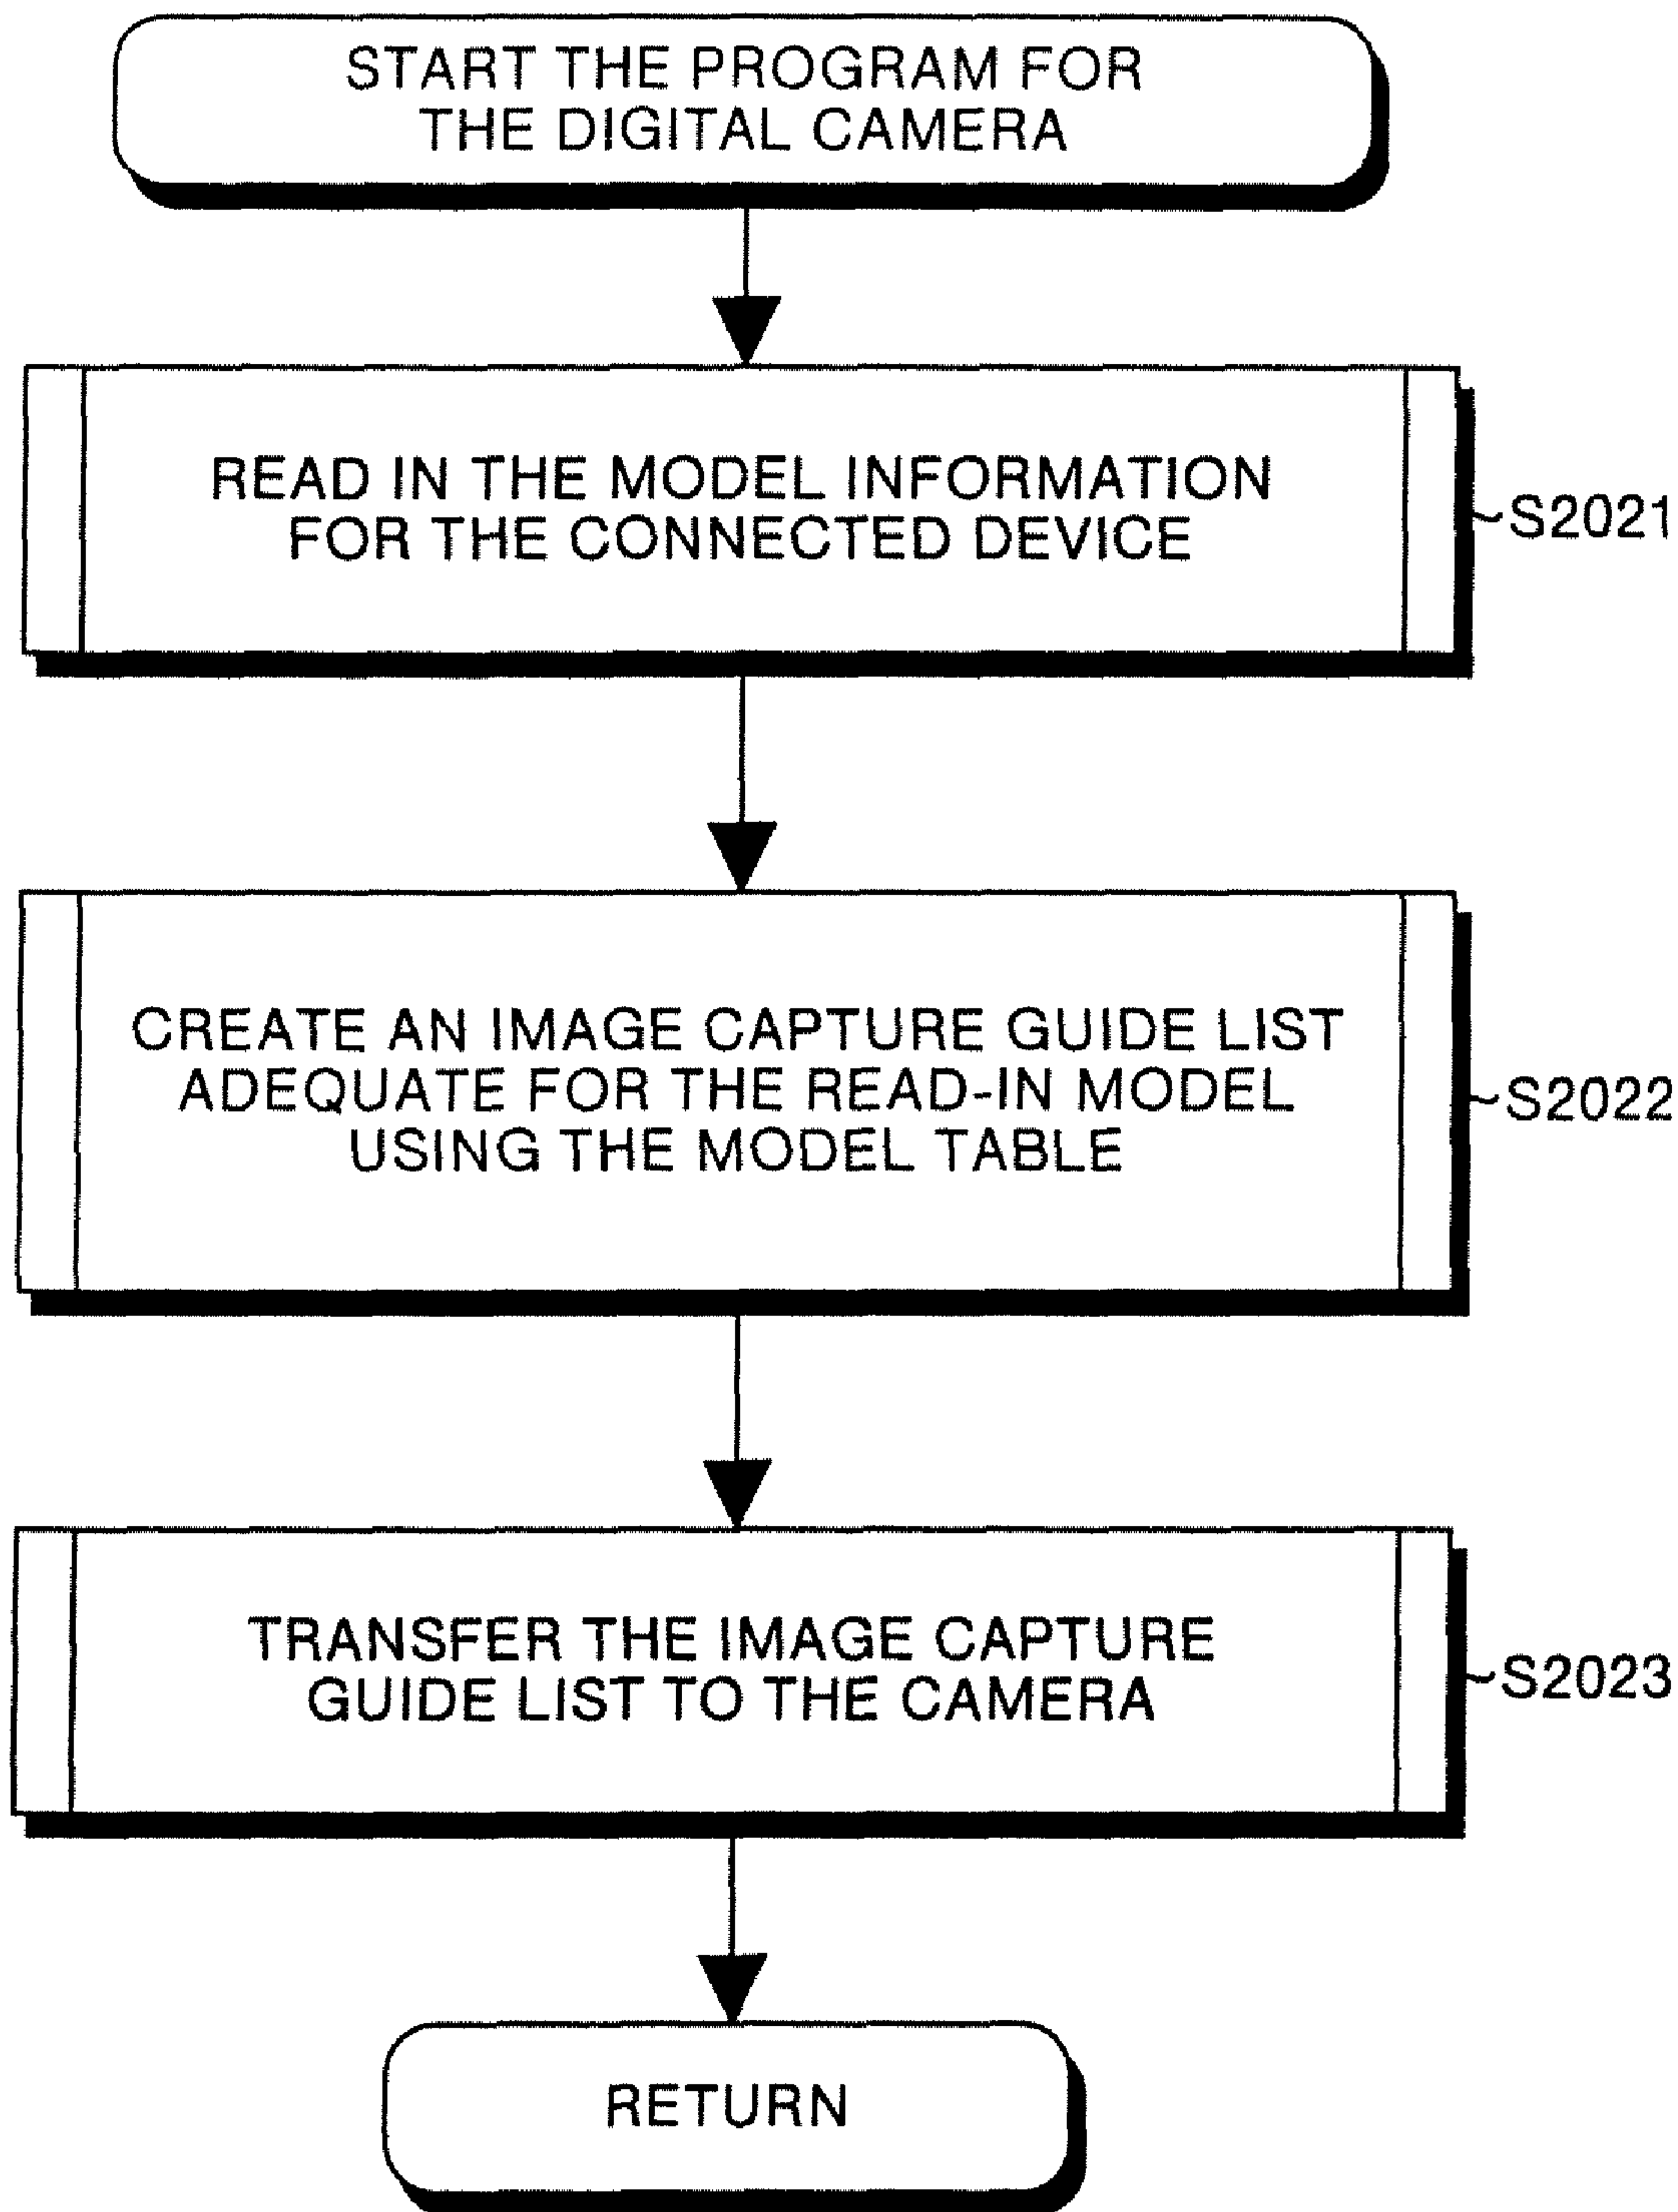 START THE PROGRAM FOR
THE DIGITAL CAMERA
READ IN THE MODEL INFORMATION
FOR THE CONNECTED DEVICE
S2021
CREATE AN IMAGE CAPTURE GUIDE LIST
ADEQUATE FOR THE READ-IN MODEL
USING THE MODEL TABLE
S2022
TRANSFER THE IMAGE CAPTURE
GUIDE LIST TO THE CAMERA
S2023
RETURN